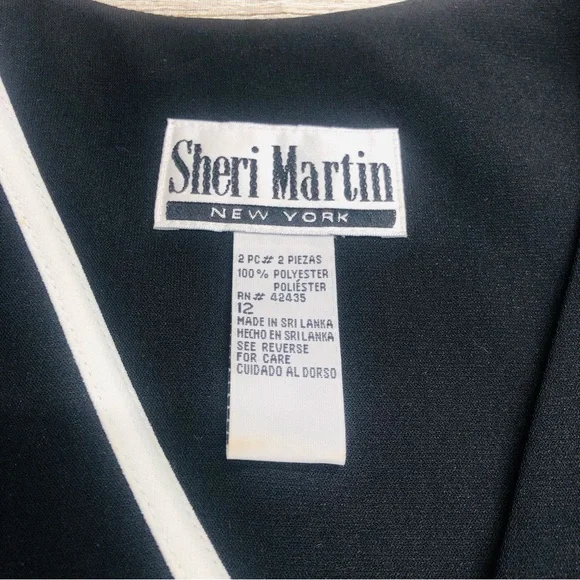 Sheri Martin
NEW YORK
2 PC# 2 PIEZAS
100% POLYESTER
POLIÉSTER
RN# 42435
12
MADE IN SRI LANKA
HECHO EN SRI LANKA
SEE REVERSE
FOR CARE
CUIDADO AL DORSO